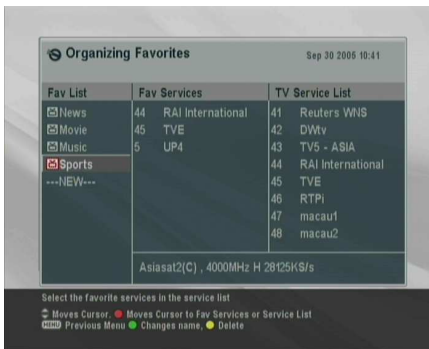 Organizing Favorites
Sep 30 2005 10:41
Fav List
News
Movie
Music
Sports
---NEW---
Fav Services
44 RAI International
45 TVE
5 UP4
TV Service List
41 Reuters WNS
42 DWtv
43 TV5 - ASIA
44 RAI International
45 TVE
46 RTPi
47 macau1
48 macau2
Asiasat2(C) , 4000MHz H 28125KS/s
Select the favorite services in the service list
Moves Cursor. Moves Cursor to Fav Services or Service List
MENU Previous Menu Changes name, Delete